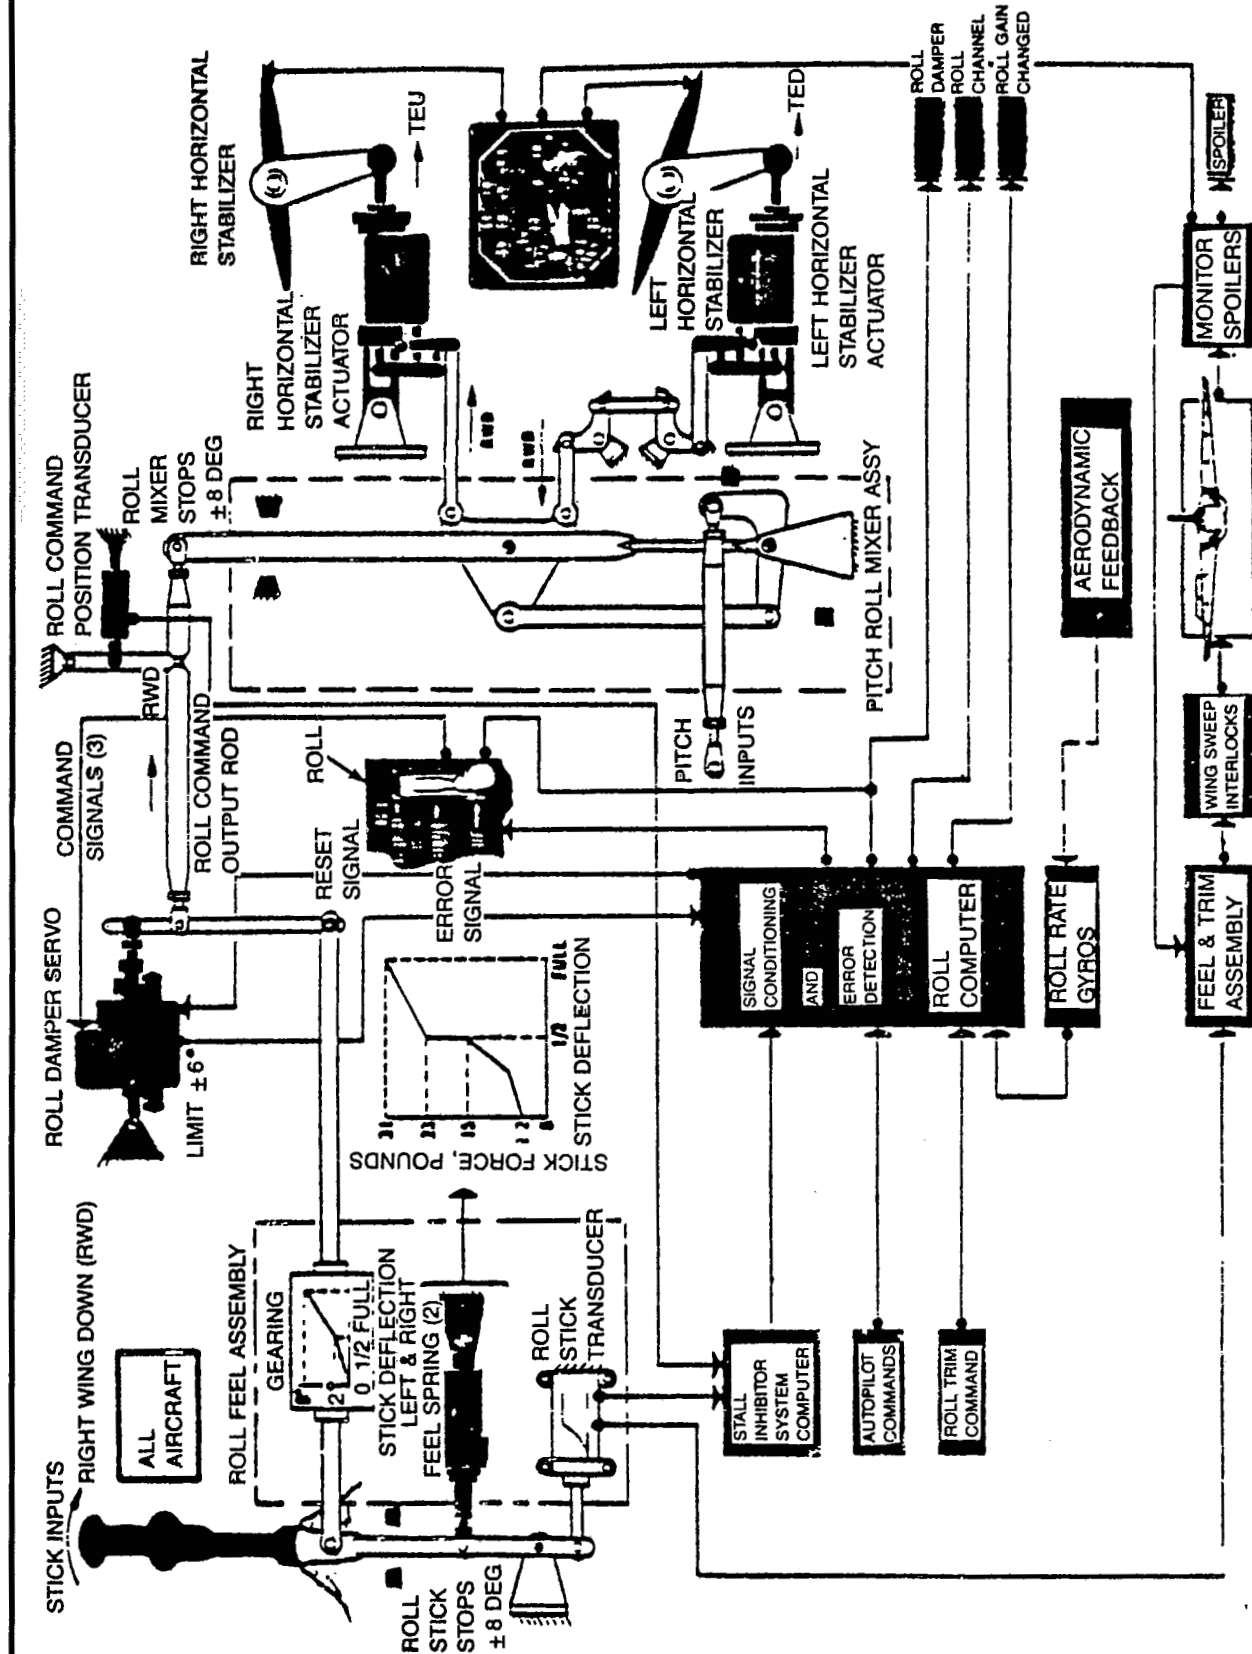 STICK INPUTS
RIGHT WING DOWN (RWD)
ALL
AIRCRAFT
ROLL FEEL ASSEMBLY
GEARING
2°
0 1/2 FULL
STICK DEFLECTION
LEFT & RIGHT
FEEL SPRING (2)
ROLL
STICK
TRANSDUCER
ROLL
STICK
STOPS
±8 DEG
ROLL DAMPER SERVO
LIMIT ±6°
COMMAND
SIGNALS (3)
RWD
ROLL COMMAND
OUTPUT ROD
RESET
SIGNAL
ROLL
ERROR
SIGNAL
STICK FORCE, POUNDS
31
23
15
1/2
FULL
STICK DEFLECTION
ROLL COMMAND
POSITION TRANSDUCER
ROLL
MIXER
STOPS
±8 DEG
PITCH
INPUTS
PITCH ROLL MIXER ASSY
RIGHT HORIZONTAL
STABILIZER
RIGHT
HORIZONTAL
STABILIZER
ACTUATOR
TEU
RWD
RWD
LEFT
HORIZONTAL
STABILIZER
LEFT HORIZONTAL
STABILIZER
ACTUATOR
TED
ROLL
DAMPER
ROLL
CHANNEL
ROLL GAIN
CHANGED
STALL
INHIBITOR
SYSTEM
COMPUTER
AUTOPILOT
COMMANDS
ROLL TRIM
COMMAND
SIGNAL
CONDITIONING
AND
ERROR
DETECTION
ROLL
COMPUTER
ROLL RATE
GYROS
AERODYNAMIC
FEEDBACK
FEEL & TRIM
ASSEMBLY
WING SWEEP
INTERLOCKS
MONITOR
SPOILERS
SPOILER